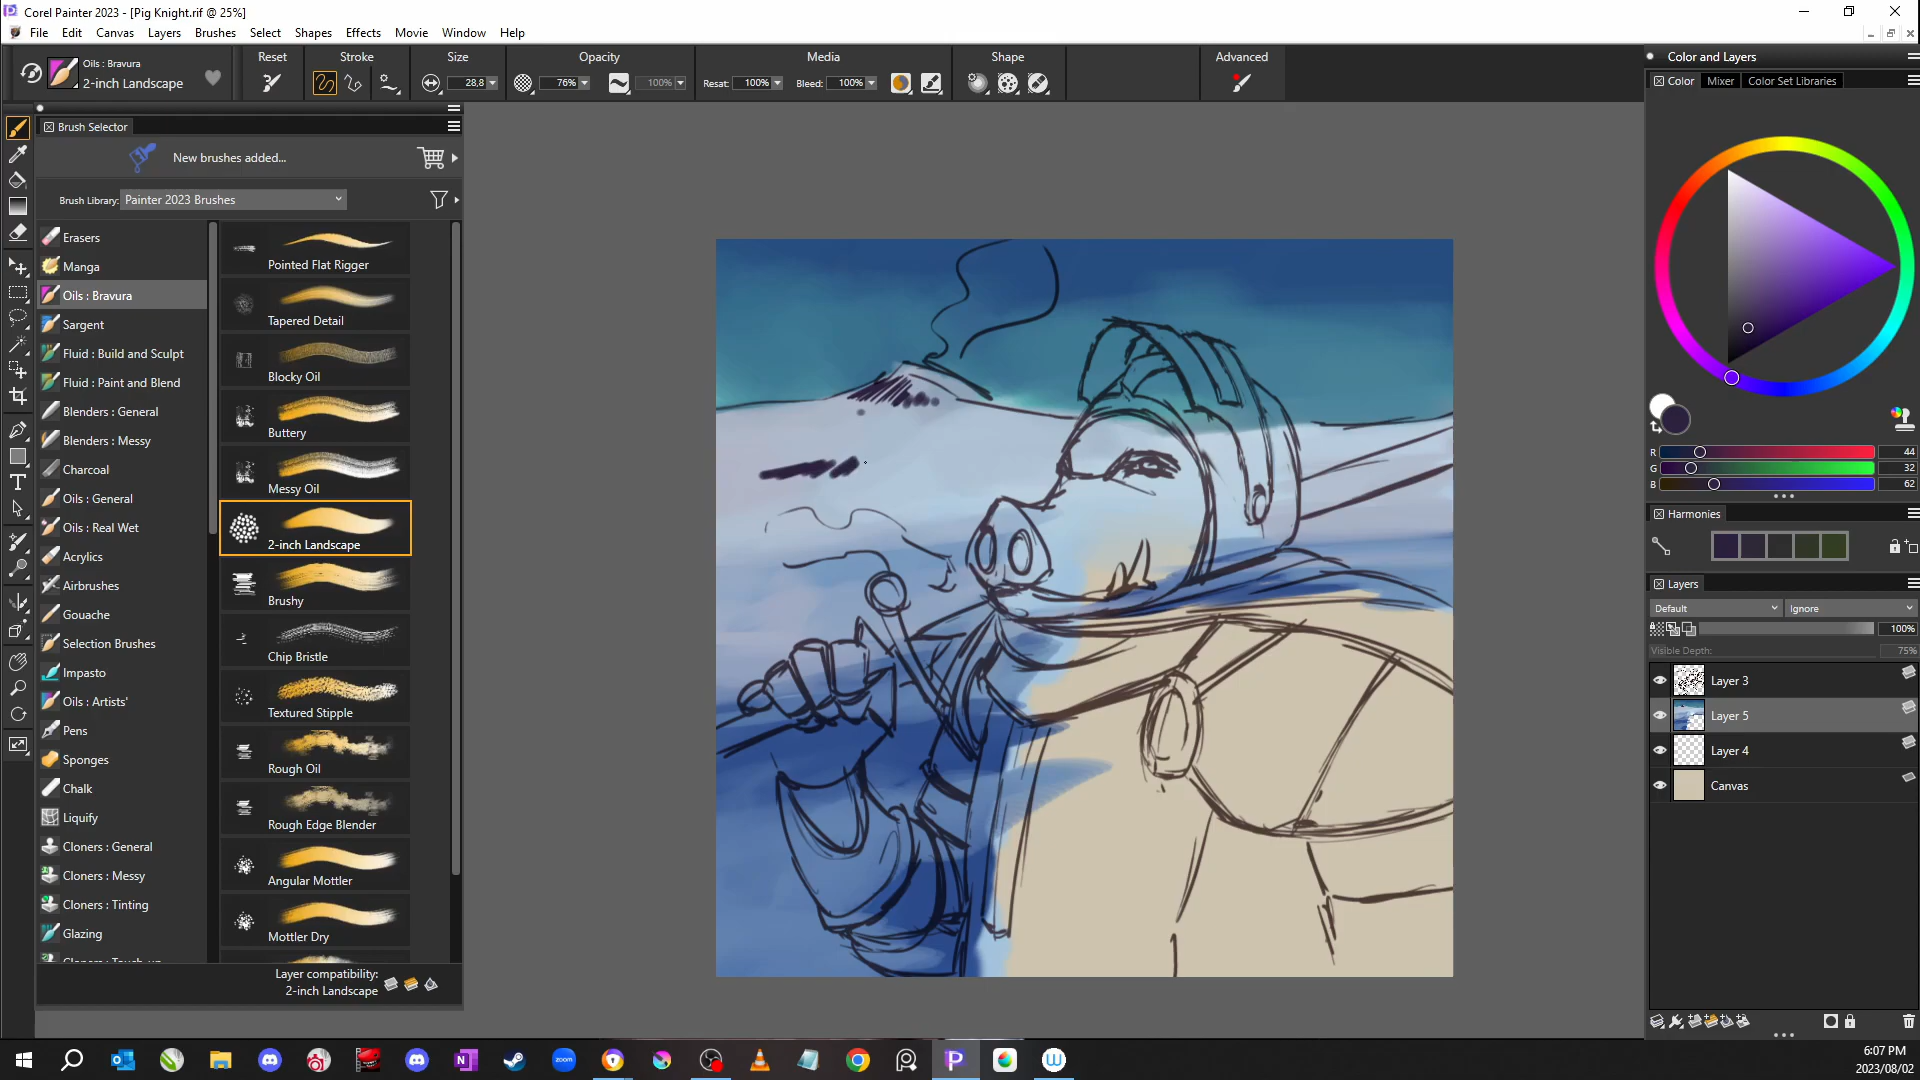 Corel Painter 2023 - [Pig Knight.rif @ 25%]
File Edit Canvas Layers Brushes Select Shapes Effects Movie Window Help
Oils : Bravura
2-inch Landscape
Reset Stroke Size Opacity Media Shape Advanced
28,8 76% 100% Resat: 100% Bleed: 100%
Brush Selector
New brushes added...
Brush Library: Painter 2023 Brushes
Erasers
Manga
Oils : Bravura
Sargent
Fluid : Build and Sculpt
Fluid : Paint and Blend
Blenders : General
Blenders : Messy
Charcoal
Oils : General
Oils : Real Wet
Acrylics
Airbrushes
Gouache
Selection Brushes
Impasto
Oils : Artists'
Pens
Sponges
Chalk
Liquify
Cloners : General
Cloners : Messy
Cloners : Tinting
Glazing
Pointed Flat Rigger
Tapered Detail
Blocky Oil
Buttery
Messy Oil
2-inch Landscape
Brushy
Chip Bristle
Textured Stipple
Rough Oil
Rough Edge Blender
Angular Mottler
Mottler Dry
Layer compatibility:
2-inch Landscape
Color and Layers
Color Mixer Color Set Libraries
R 44
G 32
B 62
Harmonies
Layers
Default Ignore
100%
Visible Depth: 75%
Layer 3
Layer 5
Layer 4
Canvas
zoom
6:07 PM
2023/08/02